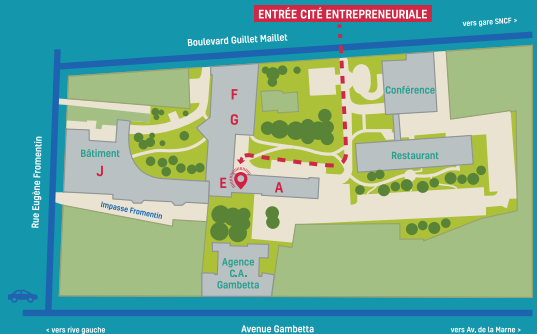 ENTRÉE CITÉ ENTREPRENEURIALE
vers gare SNCF >
Boulevard Guillet Maillet
F
G
Conférence
Bâtiment
J
Restaurant
E
A
Rue Eugène Fromentin
Impasse Fromentin
Agence
C.A.
Gambetta
< vers rive gauche
Avenue Gambetta
vers Av, de la Marne >